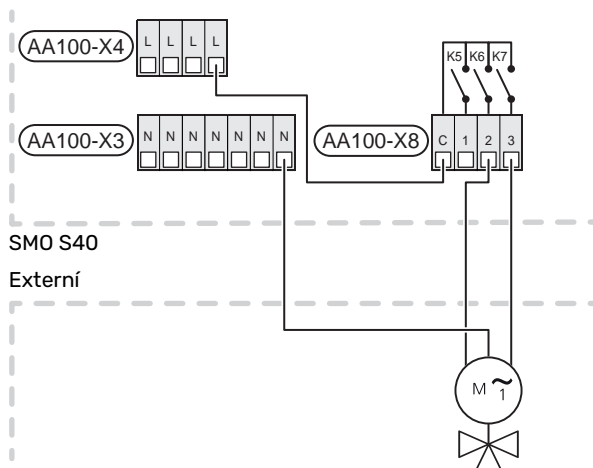 AA100-X4
L L L L
K5 K6 K7
AA100-X3
N N N N N N N
AA100-X8
C 1 2 3
SMO S40
Externí
M ~
1